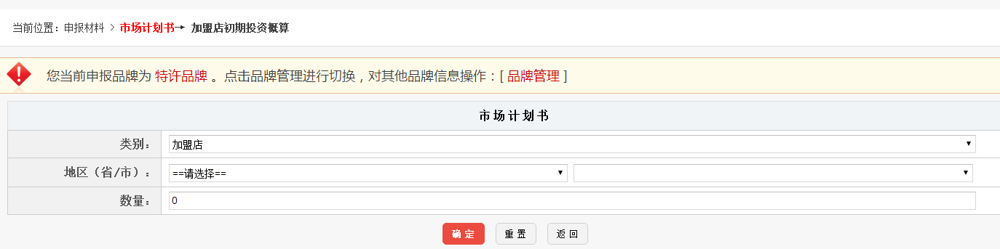 当前位置：申报材料 > 市场计划书→ 加盟店初期投资概算
您当前申报品牌为 特许品牌 。点击品牌管理进行切换，对其他品牌信息操作：[ 品牌管理 ]
市场计划书
类别： 加盟店
地区（省/市）： ==请选择==
数量： 0
确定 重置 返回